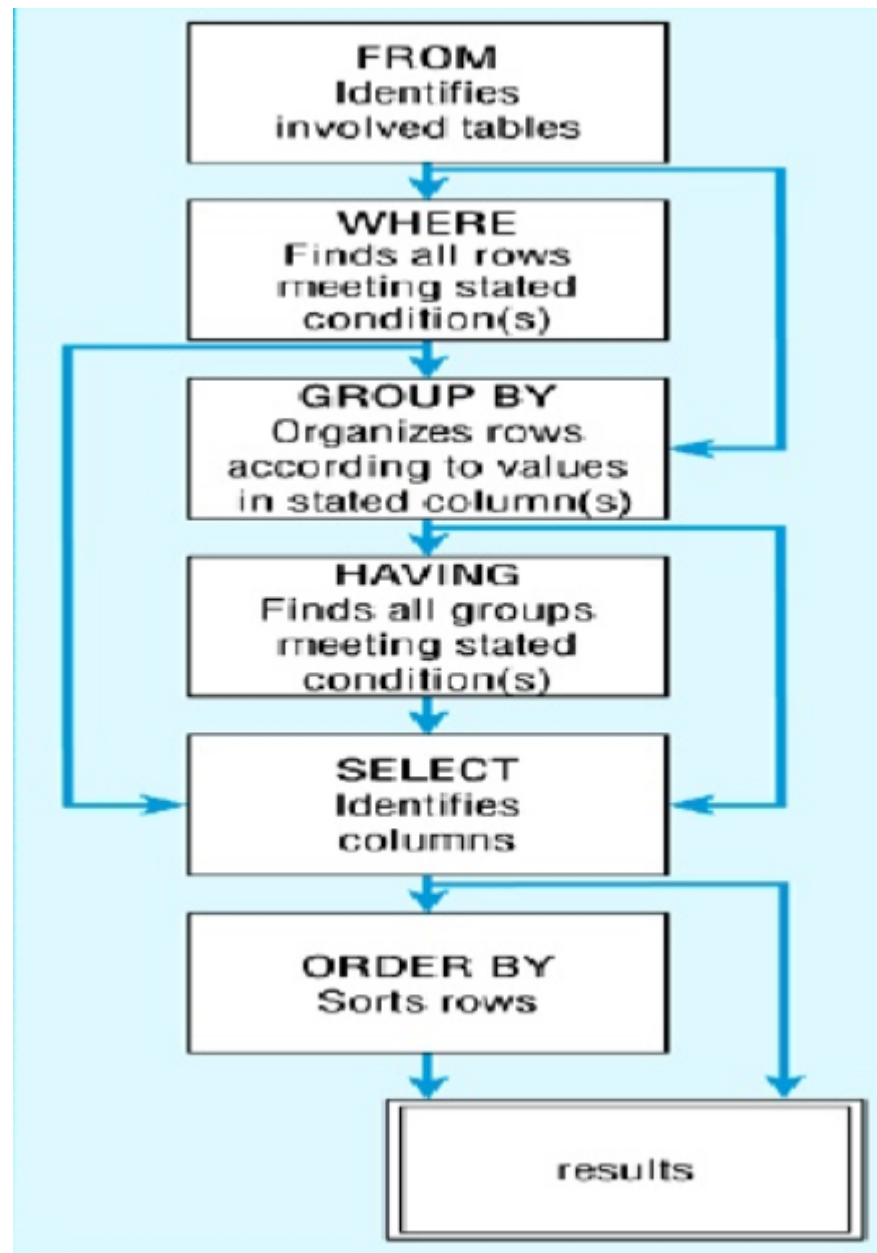 FROM
Identifies
involved tables
WHERE
Finds all rows
meeting stated
condition(s)
GROUP BY
Organizes rows
according to values
in stated column(s)
HAVING
Finds all groups
meeting stated
condition(s)
SELECT
Identifies
columns
ORDER BY
Sorts rows
results